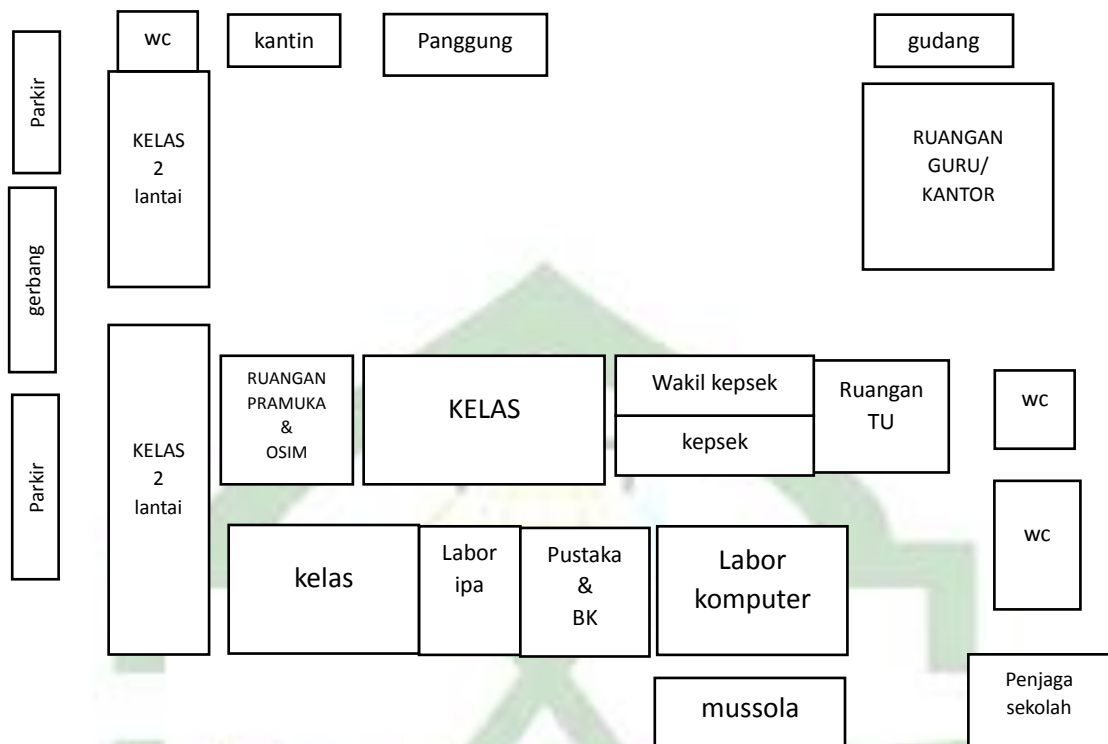 wc
kantin
Panggung
gudang
Parkir
KELAS
2
lantai
RUANGAN
GURU/
KANTOR
gerbang
Parkir
KELAS
2
lantai
RUANGAN
PRAMUKA
&
OSIM
KELAS
Wakil kepsek
kepsek
Ruangan
TU
wc
wc
kelas
Labor
ipa
Pustaka
&
BK
Labor
komputer
mussola
Penjaga
sekolah